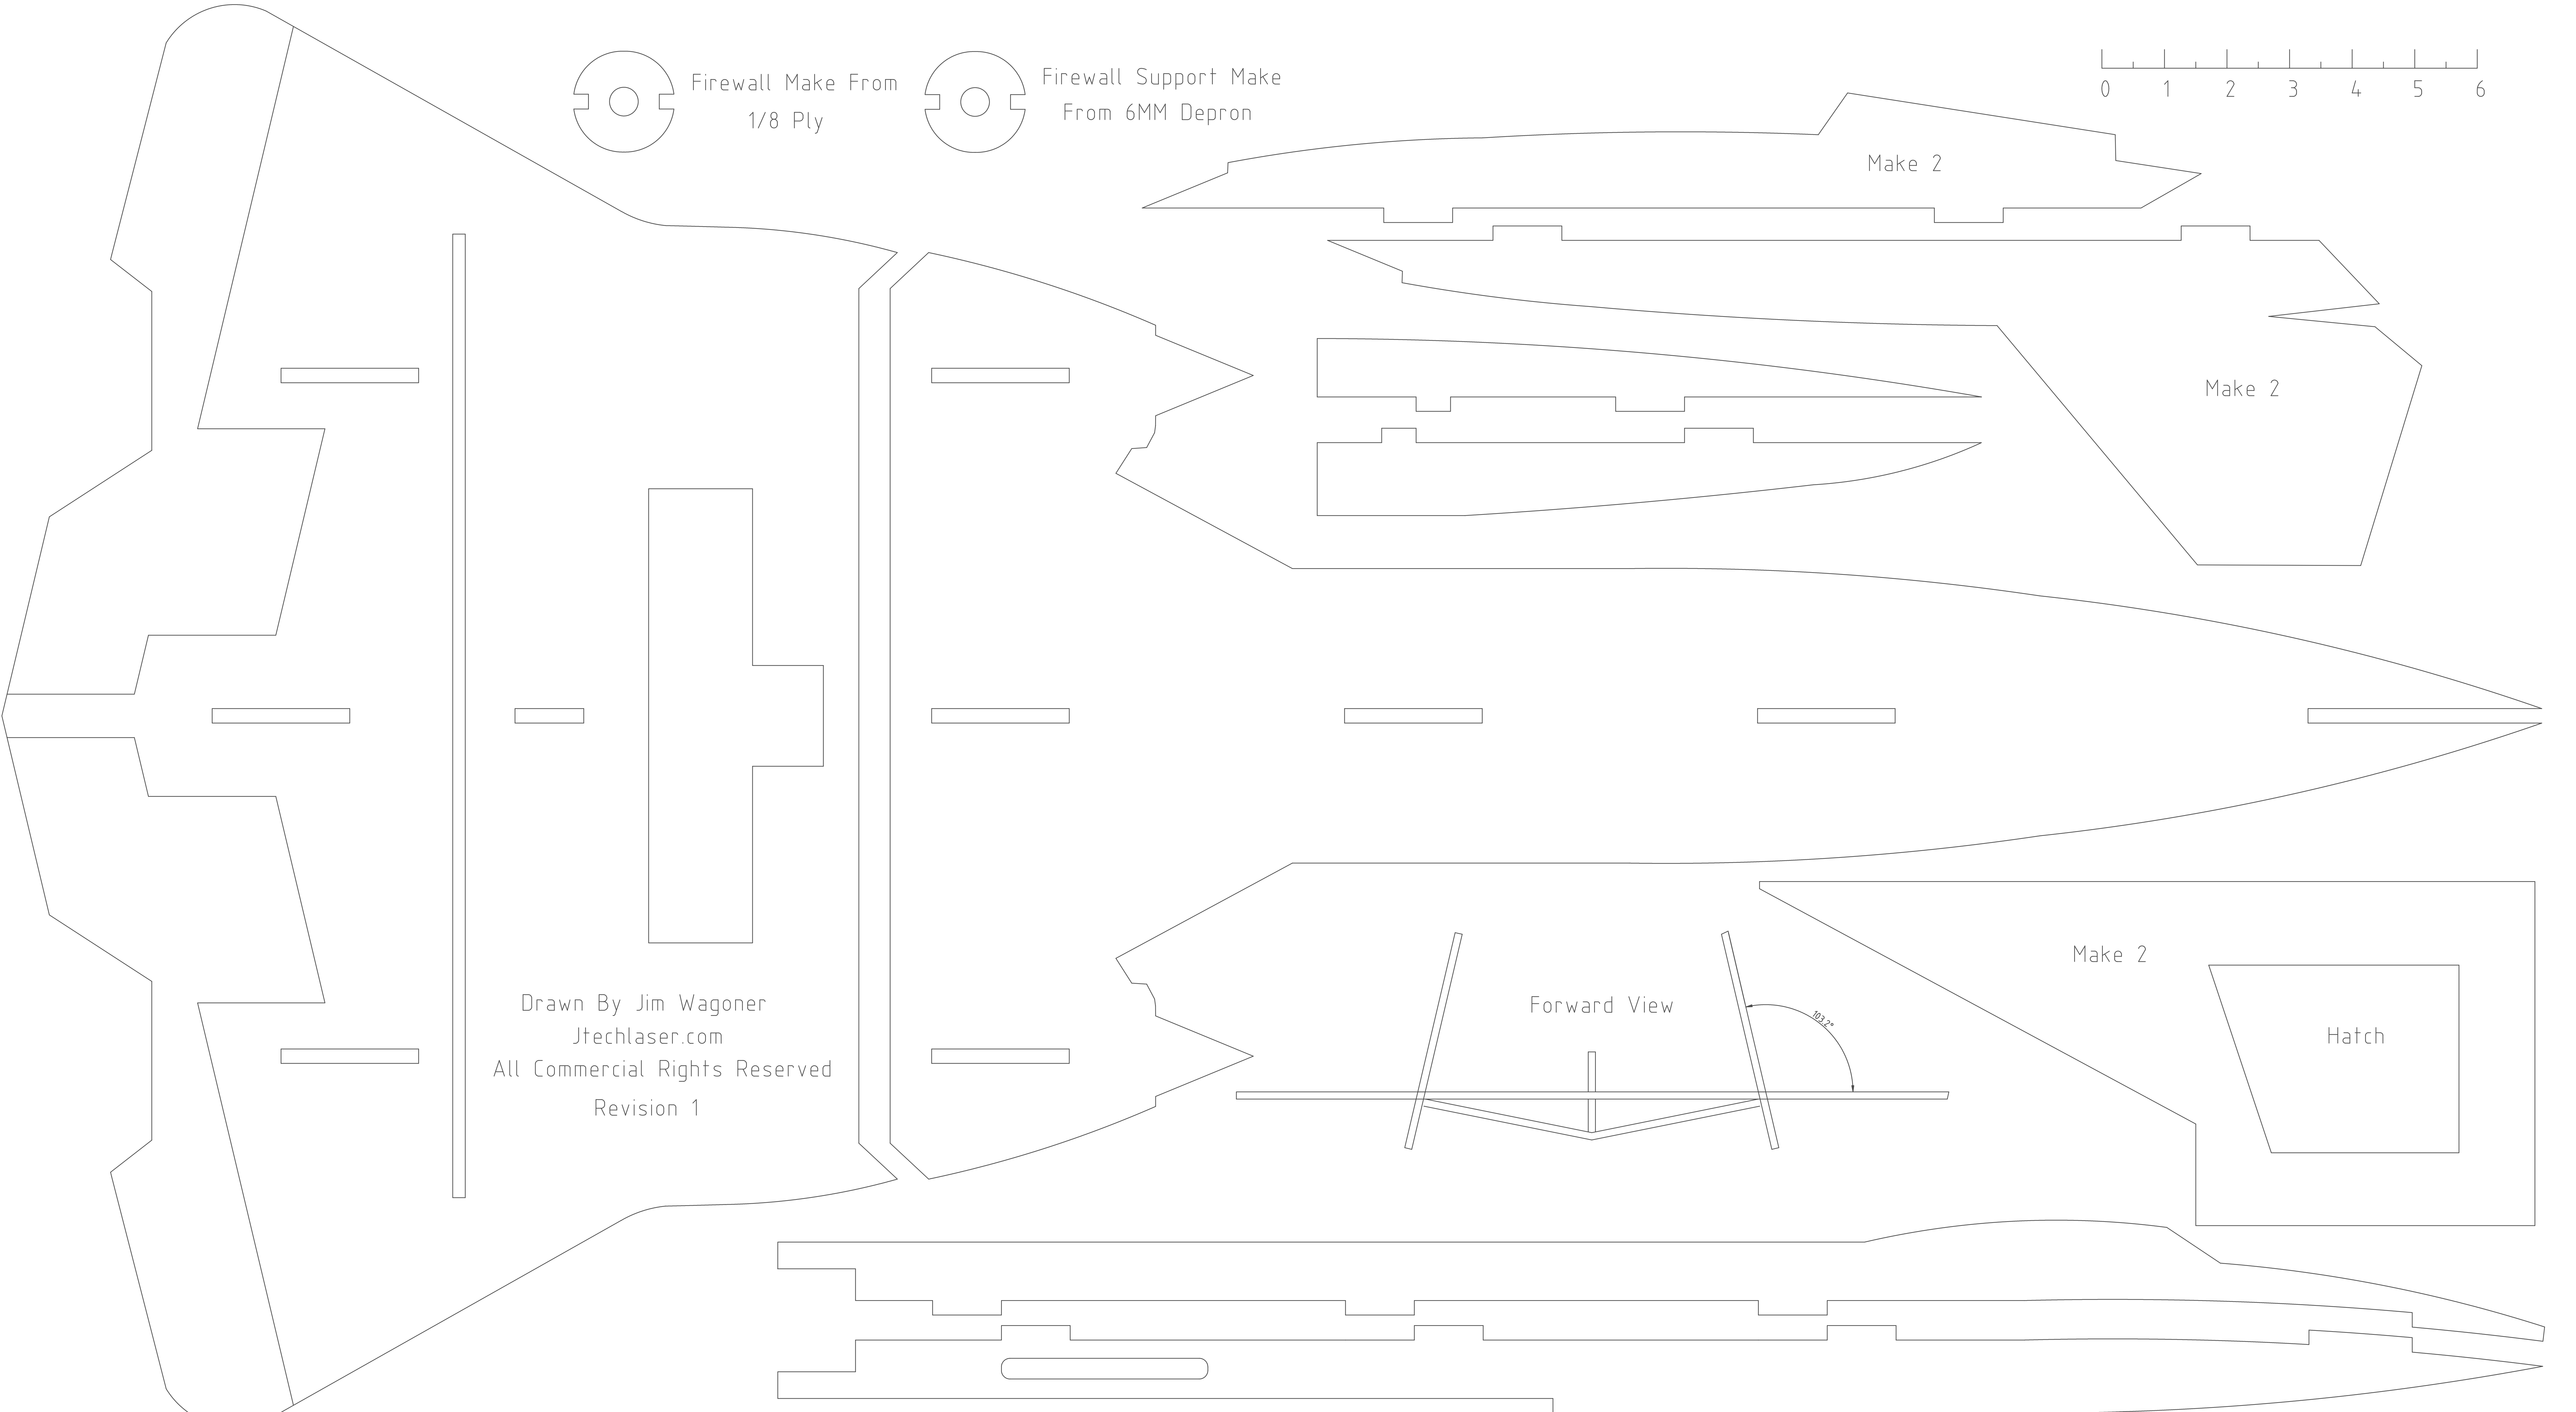 Firewall Make From
1/8 Ply
Firewall Support Make
From 6MM Depron
0 1 2 3 4 5 6
Make 2
Make 2
Make 2
Hatch
Forward View
103.2°
Drawn By Jim Wagoner
Jtechlaser.com
All Commercial Rights Reserved
Revision 1